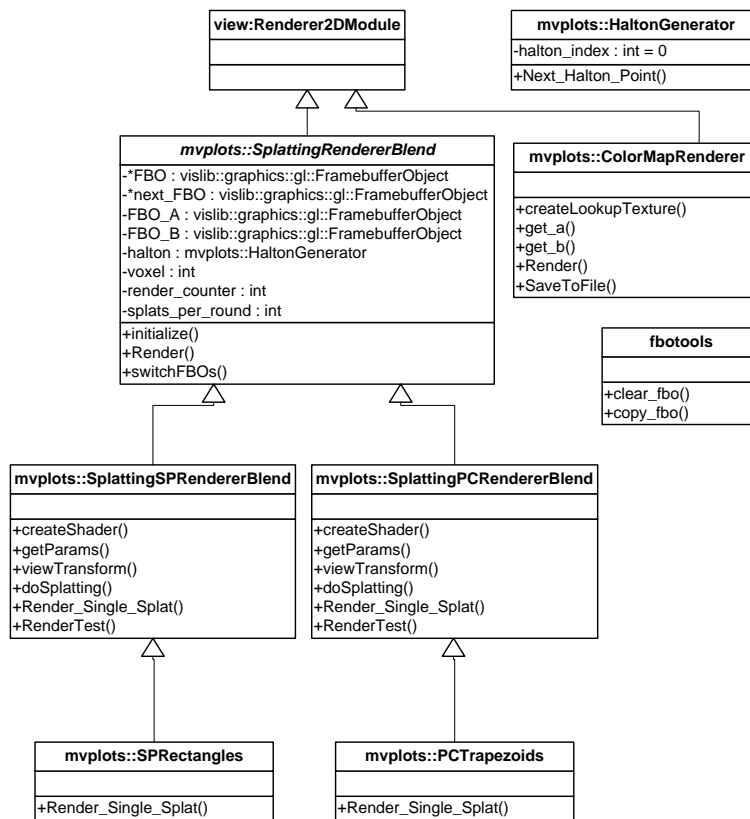 view:Renderer2DModule
mvplots::HaltonGenerator
-halton_index : int = 0
+Next_Halton_Point()
mvplots::SplattingRendererBlend
-*FBO : vislib::graphics::gl::FramebufferObject
-*next_FBO : vislib::graphics::gl::FramebufferObject
-FBO_A : vislib::graphics::gl::FramebufferObject
-FBO_B : vislib::graphics::gl::FramebufferObject
-halton : mvplots::HaltonGenerator
-voxel : int
-render_counter : int
-splats_per_round : int
+initialize()
+Render()
+switchFBOs()
mvplots::ColorMapRenderer
+createLookupTexture()
+get_a()
+get_b()
+Render()
+SaveToFile()
fbotools
+clear_fbo()
+copy_fbo()
mvplots::SplattingSPRendererBlend
+createShader()
+getParams()
+viewTransform()
+doSplatting()
+Render_Single_Splat()
+RenderTest()
mvplots::SplattingPCRendererBlend
+createShader()
+getParams()
+viewTransform()
+doSplatting()
+Render_Single_Splat()
+RenderTest()
mvplots::SPRectangles
+Render_Single_Splat()
mvplots::PCTrapezoids
+Render_Single_Splat()